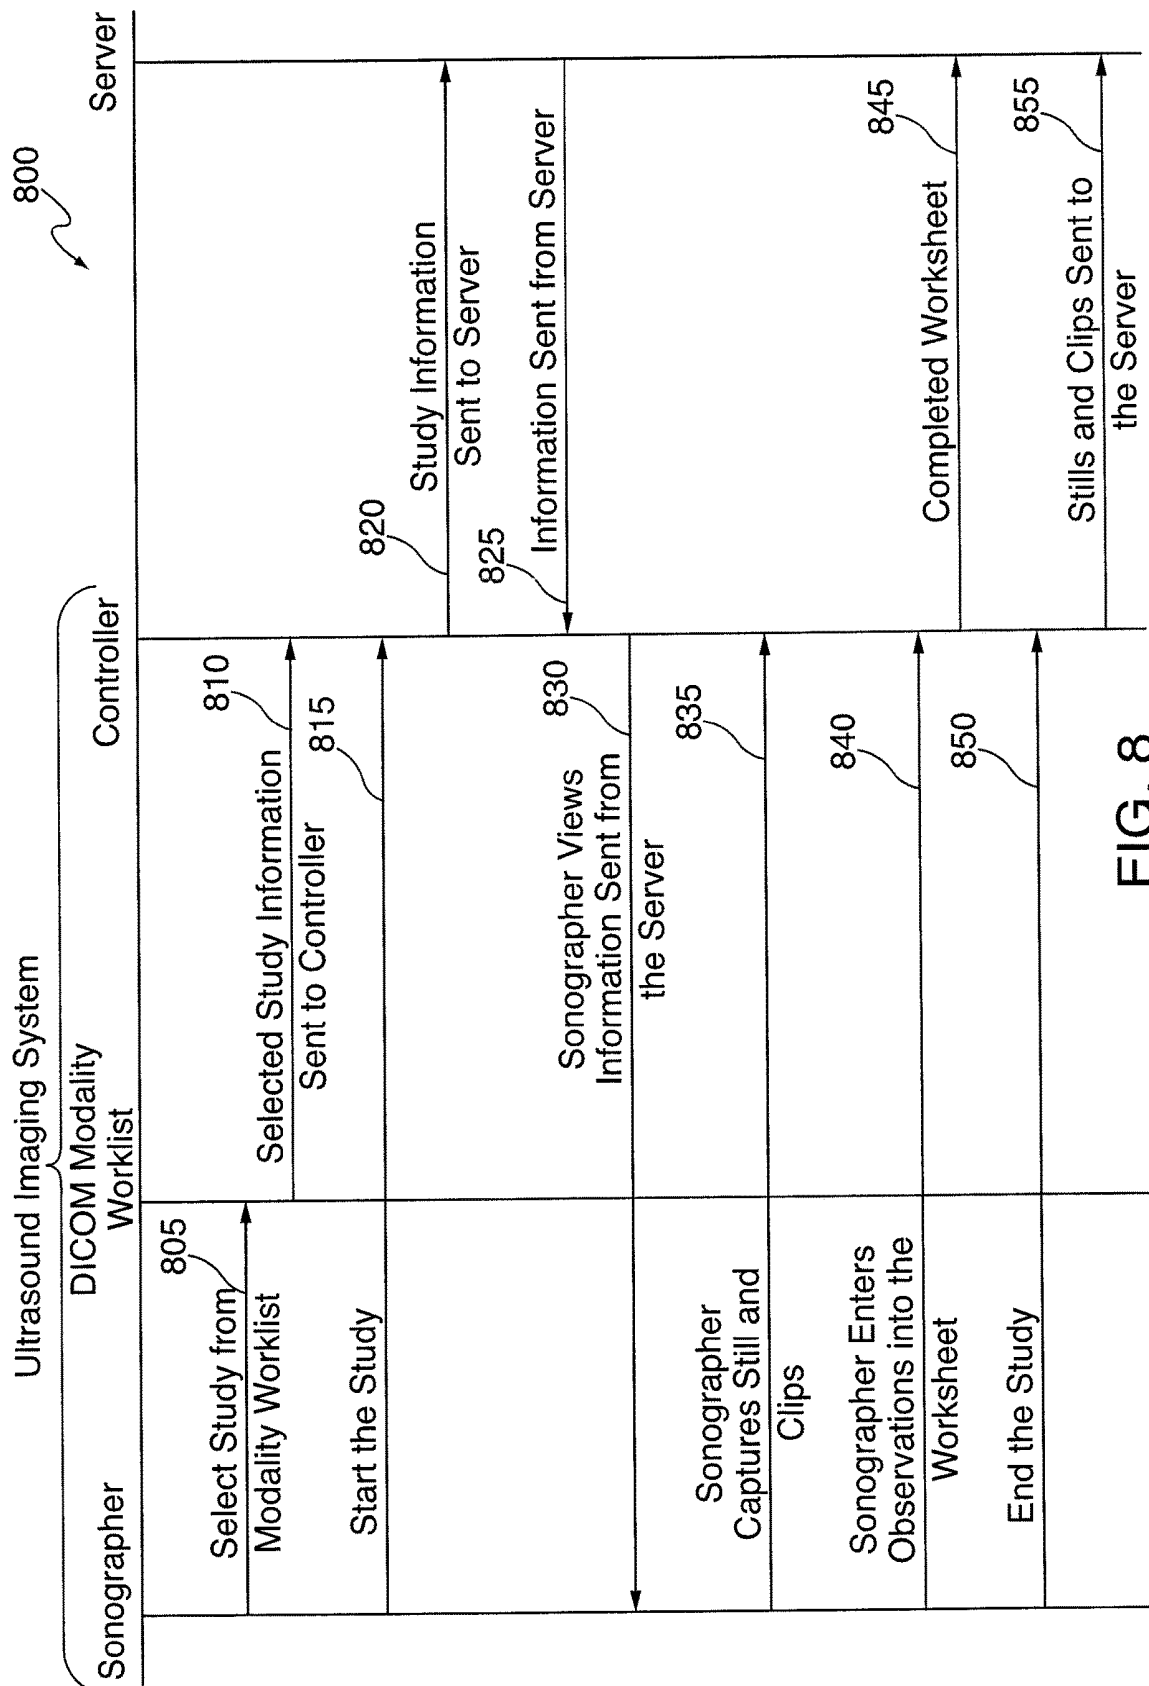 800
Ultrasound Imaging System
Sonographer
DICOM Modality
Worklist
Controller
Server
805
Select Study from
Modality Worklist
810
Selected Study Information
Sent to Controller
815
Start the Study
820
Study Information
Sent to Server
825
Information Sent from Server
830
Sonographer Views
Information Sent from
the Server
835
Sonographer
Captures Still and
Clips
840
Sonographer Enters
Observations into the
Worksheet
845
Completed Worksheet
850
End the Study
855
Stills and Clips Sent to
the Server
FIG. 8